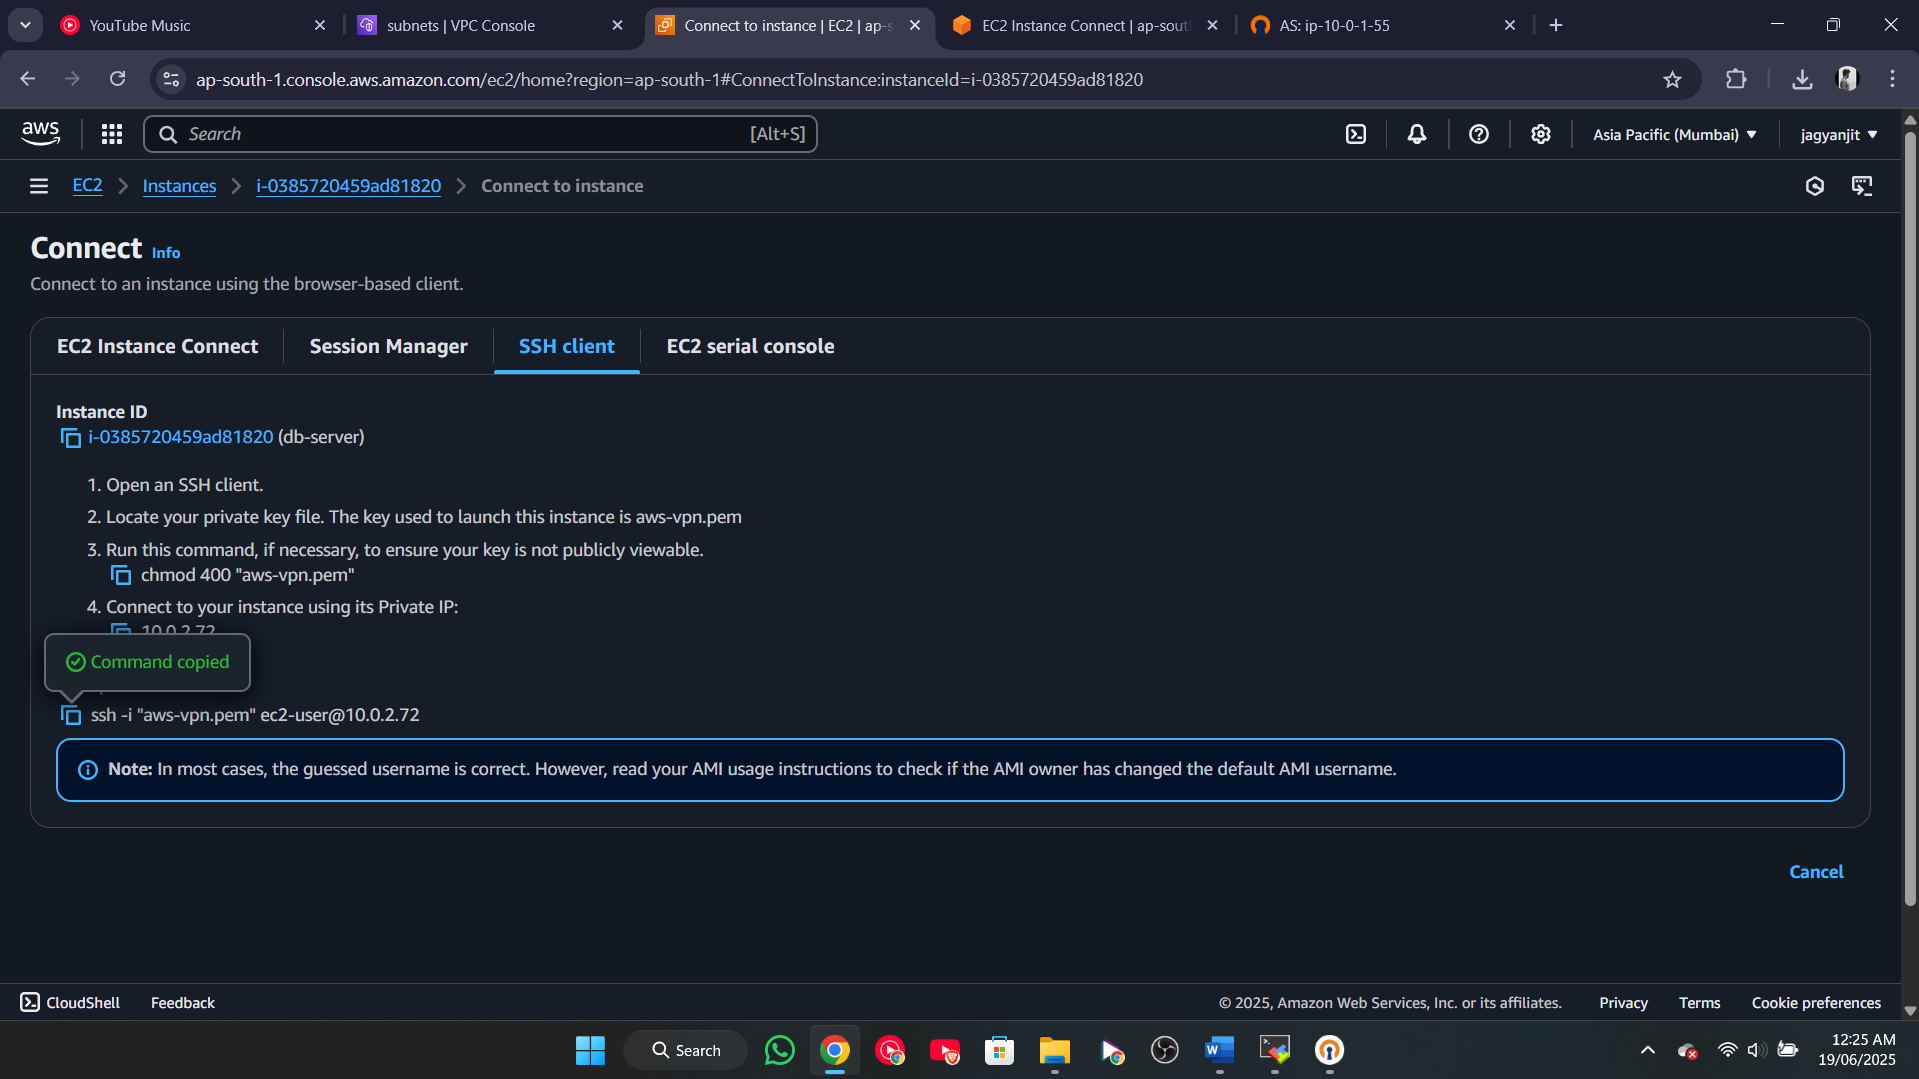 YouTube Music
subnets | VPC Console
Connect to instance | EC2 | ap-s
EC2 Instance Connect | ap-sout
AS: ip-10-0-1-55
ap-south-1.console.aws.amazon.com/ec2/home?region=ap-south-1#ConnectToInstance:instanceId=i-0385720459ad81820
aws
Search
[Alt+S]
Asia Pacific (Mumbai)
jagyanjit
EC2
Instances
i-0385720459ad81820
Connect to instance
Connect Info
Connect to an instance using the browser-based client.
EC2 Instance Connect
Session Manager
SSH client
EC2 serial console
Instance ID
i-0385720459ad81820 (db-server)
1. Open an SSH client.
2. Locate your private key file. The key used to launch this instance is aws-vpn.pem
3. Run this command, if necessary, to ensure your key is not publicly viewable.
chmod 400 "aws-vpn.pem"
4. Connect to your instance using its Private IP:
10.0.2.72
Command copied
ssh -i "aws-vpn.pem" ec2-user@10.0.2.72
Note: In most cases, the guessed username is correct. However, read your AMI usage instructions to check if the AMI owner has changed the default AMI username.
Cancel
CloudShell
Feedback
© 2025, Amazon Web Services, Inc. or its affiliates.
Privacy
Terms
Cookie preferences
Search
12:25 AM
19/06/2025